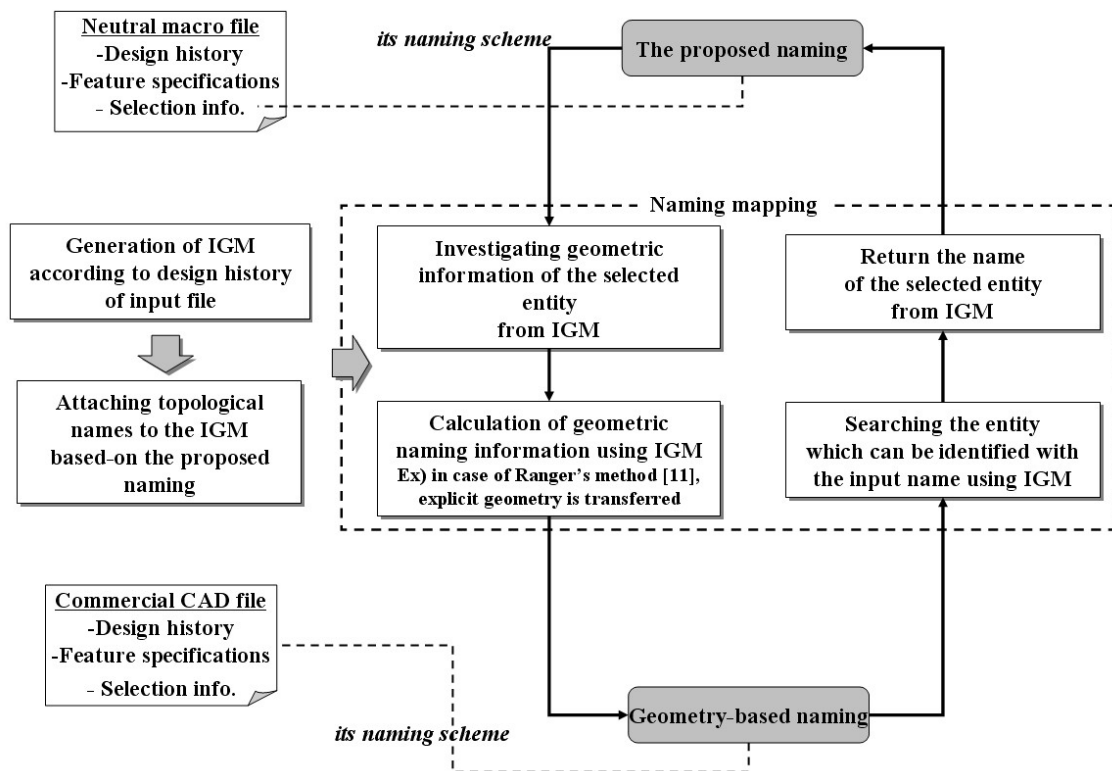 Neutral macro file
-Design history
-Feature specifications
- Selection info.
its naming scheme
The proposed naming
Naming mapping
Generation of IGM
according to design history
of input file
Attaching topological
names to the IGM
based-on the proposed
naming
Investigating geometric
information of the selected
entity
from IGM
Calculation of geometric
naming information using IGM
Ex) in case of Ranger's method [11],
explicit geometry is transferred
Return the name
of the selected entity
from IGM
Searching the entity
which can be identified with
the input name using IGM
Commercial CAD file
-Design history
-Feature specifications
- Selection info.
its naming scheme
Geometry-based naming